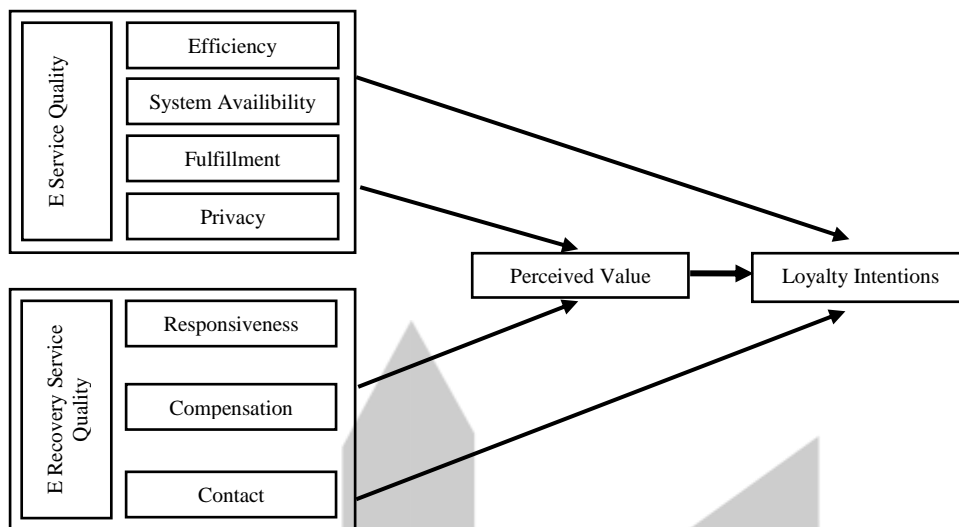 E Service Quality
Efficiency
System Availibility
Fulfillment
Privacy
Perceived Value
Loyalty Intentions
E Recovery Service
Quality
Responsiveness
Compensation
Contact